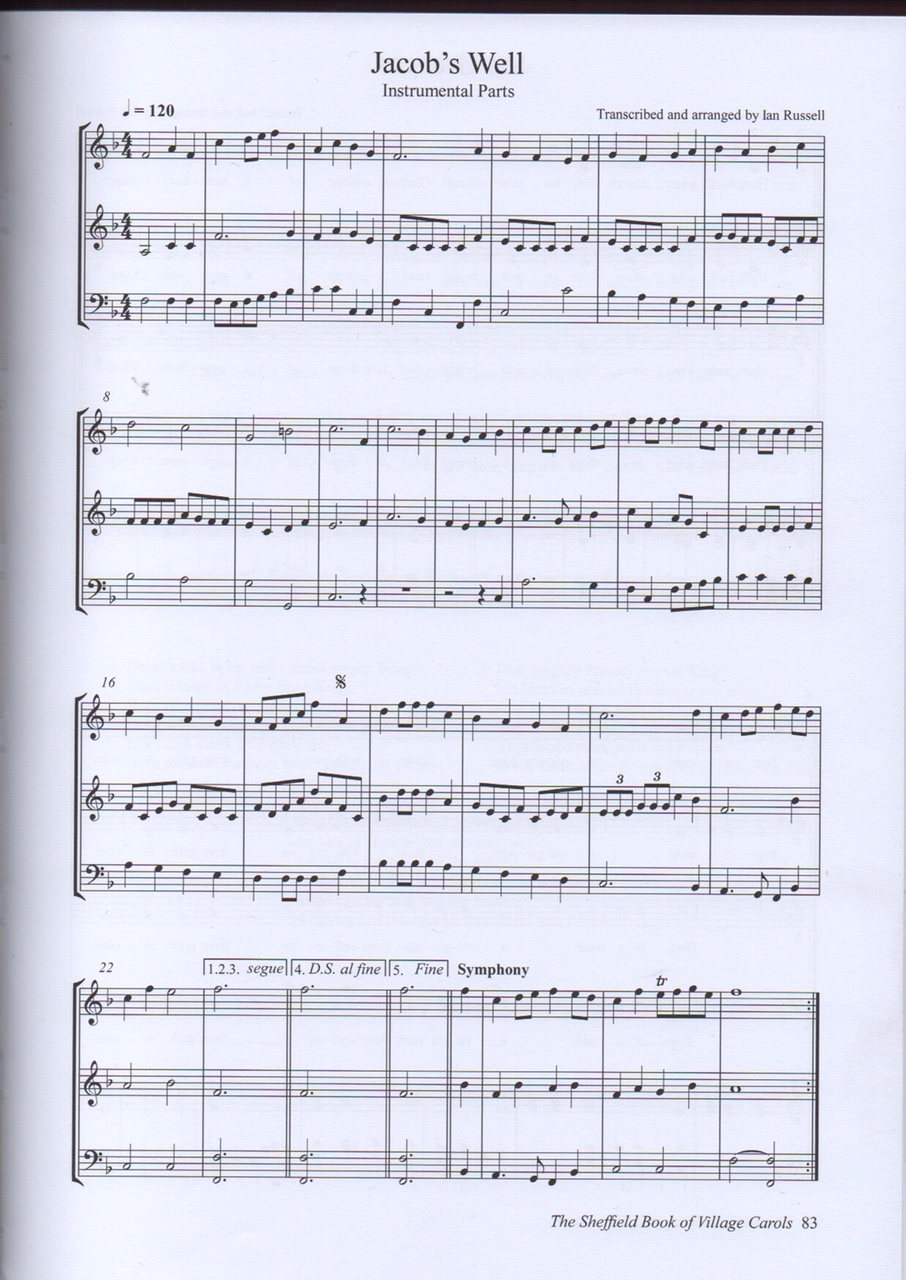 Jacob's Well
Instrumental Parts
♩ = 120
Transcribed and arranged by Ian Russell
8
16
3 3
22
1.2.3. segue
4. D.S. al fine
5. Fine
Symphony
tr
The Sheffield Book of Village Carols 83